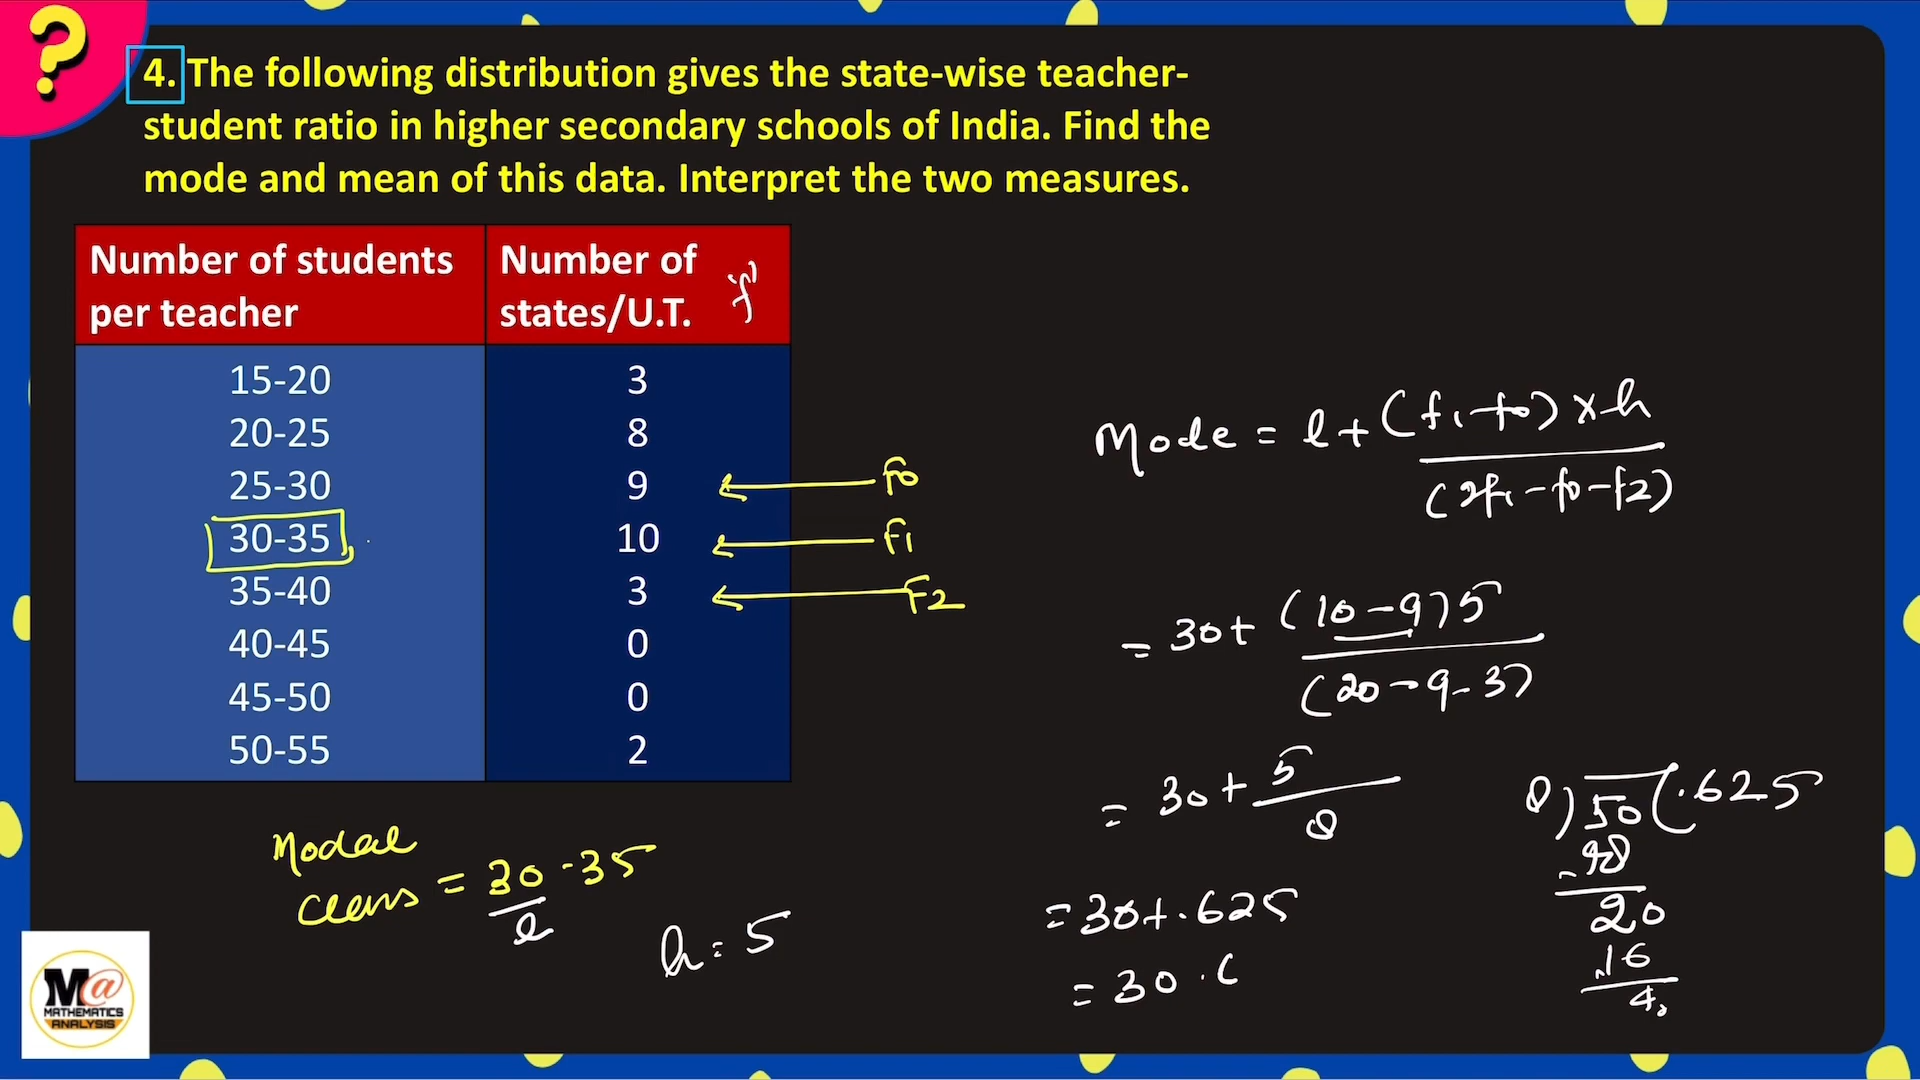 ?
4. The following distribution gives the state-wise teacher-
student ratio in higher secondary schools of India. Find the
mode and mean of this data. Interpret the two measures.
Number of students per teacher Number of states/U.T. 'f'
15-20 3
20-25 8
25-30 9 f0
30-35 10 f1
35-40 3 F2
40-45 0
45-50 0
50-55 2
Modal
class = 30-35
l
h = 5
Mode = l + (f1-f0) × h
(2f1-f0-f2)
= 30+ (10-9)5
(20-9-3)
= 30+ 5
8
= 30+.625
= 30.6
8)50(.625
-48
20
-16
40
M@
MATHEMATICS
ANALYSIS